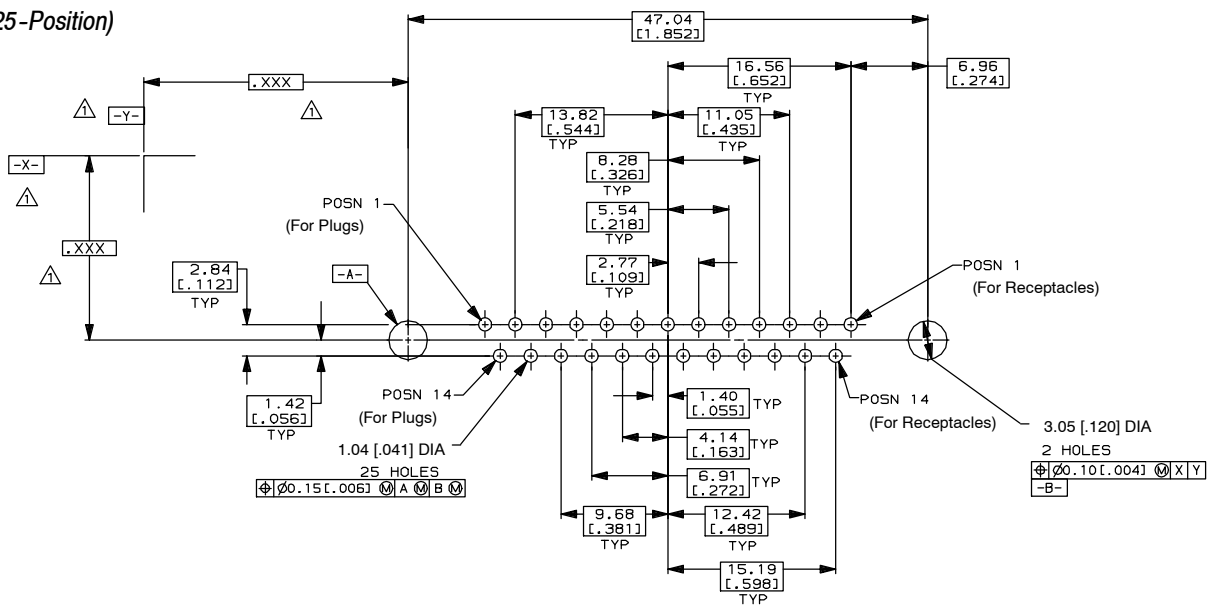 25-Position)
47.04
[1.852]
16.56
[.652]
TYP
6.96
[.274]
.XXX
1
1
-Y-
13.82
[.544]
TYP
11.05
[.435]
TYP
-X-
1
8.28
[.326]
TYP
POSN 1
(For Plugs)
5.54
[.218]
TYP
.XXX
1
2.84
[.112]
TYP
-A-
2.77
[.109]
TYP
POSN 1
(For Receptacles)
1.42
[.056]
TYP
POSN 14
(For Plugs)
1.40
[.055]
TYP
POSN 14
(For Receptacles)
1.04 [.041] DIA
25 HOLES
⌖ Ø0.15[.006] Ⓜ A Ⓜ B Ⓜ
4.14
[.163]
TYP
3.05 [.120] DIA
2 HOLES
⌖ Ø0.10[.004] Ⓜ X Y
-B-
6.91
[.272]
TYP
9.68
[.381]
TYP
12.42
[.489]
TYP
15.19
[.598]
TYP